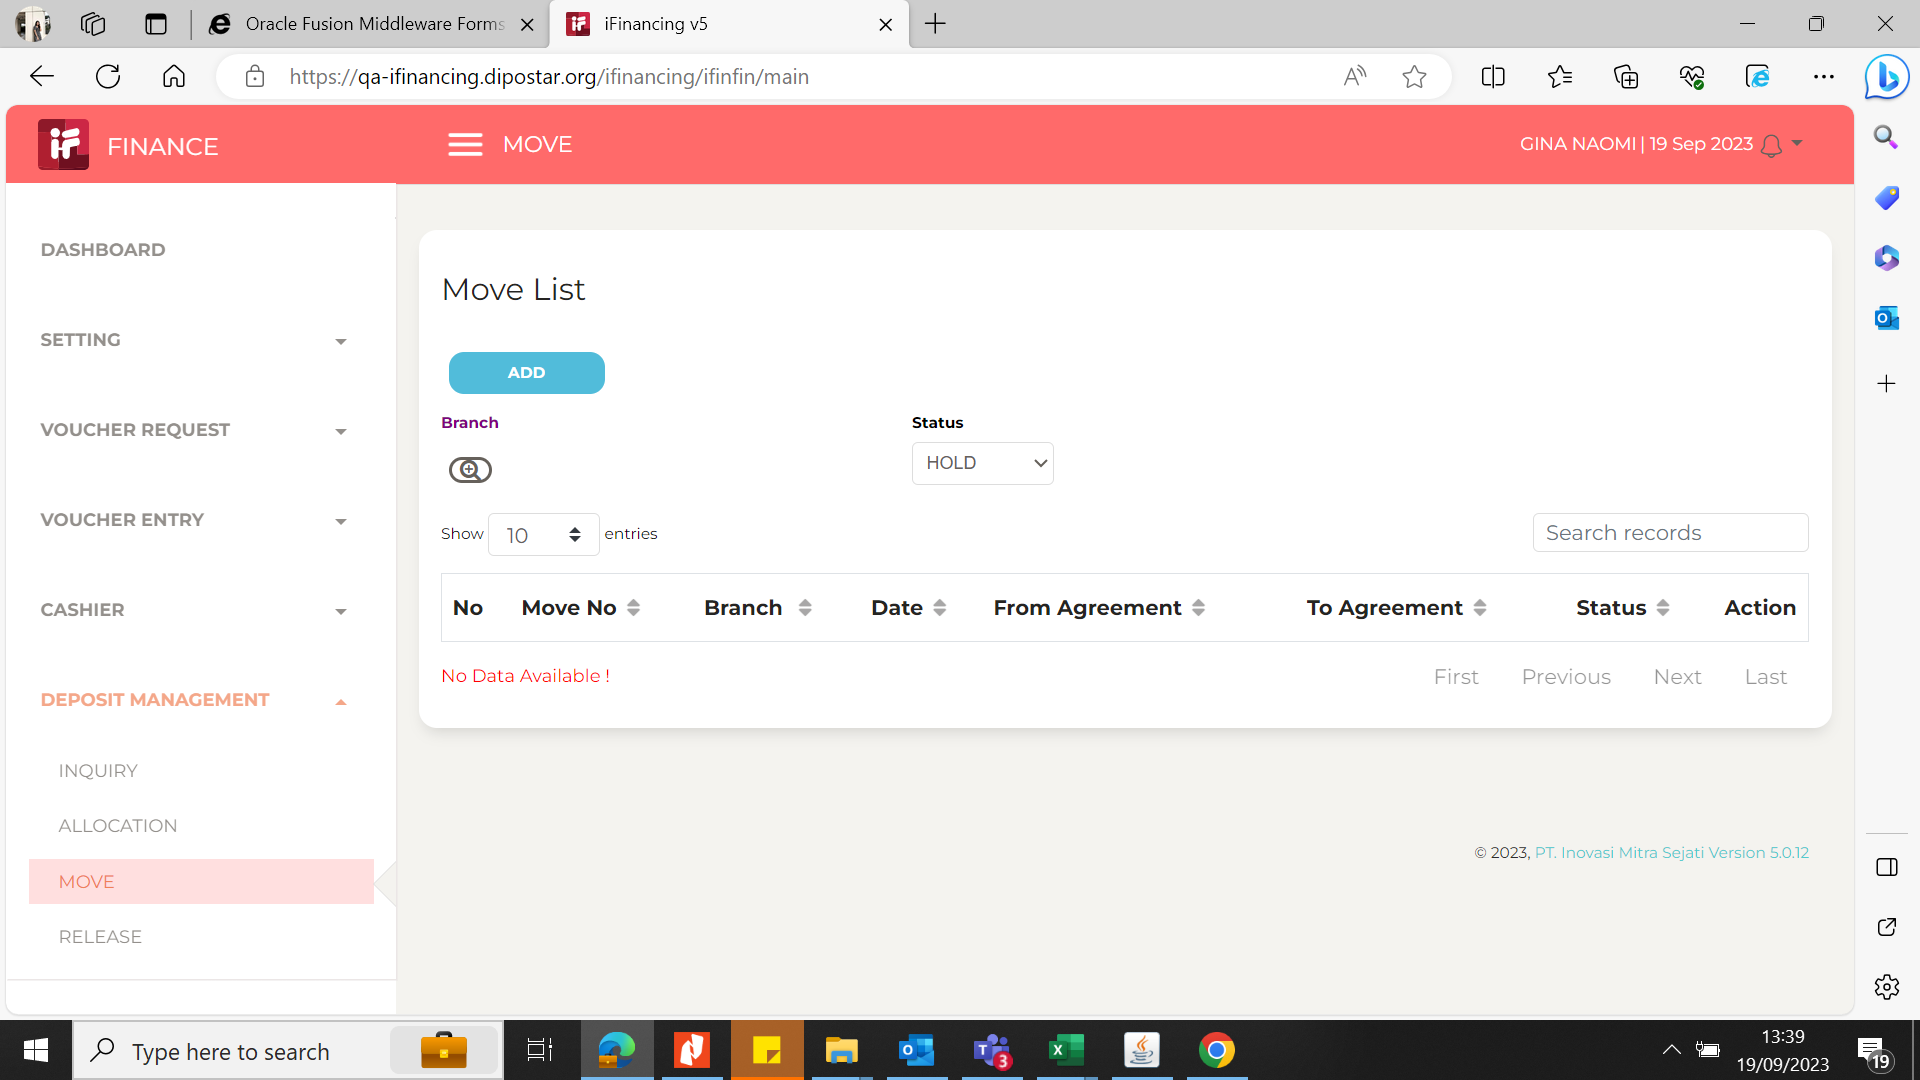 Oracle Fusion Middleware Forms
iFinancing v5
https://qa-ifinancing.dipostar.org/ifinancing/ifinfin/main
iF FINANCE
MOVE
GINA NAOMI | 19 Sep 2023
DASHBOARD
SETTING
VOUCHER REQUEST
VOUCHER ENTRY
CASHIER
DEPOSIT MANAGEMENT
INQUIRY
ALLOCATION
MOVE
RELEASE
Move List
ADD
Branch
Status
HOLD
Show 10 entries
Search records
No Move No Branch Date From Agreement To Agreement Status Action
No Data Available !
First Previous Next Last
© 2023, PT. Inovasi Mitra Sejati Version 5.0.12
Type here to search
3
13:39
19/09/2023
19